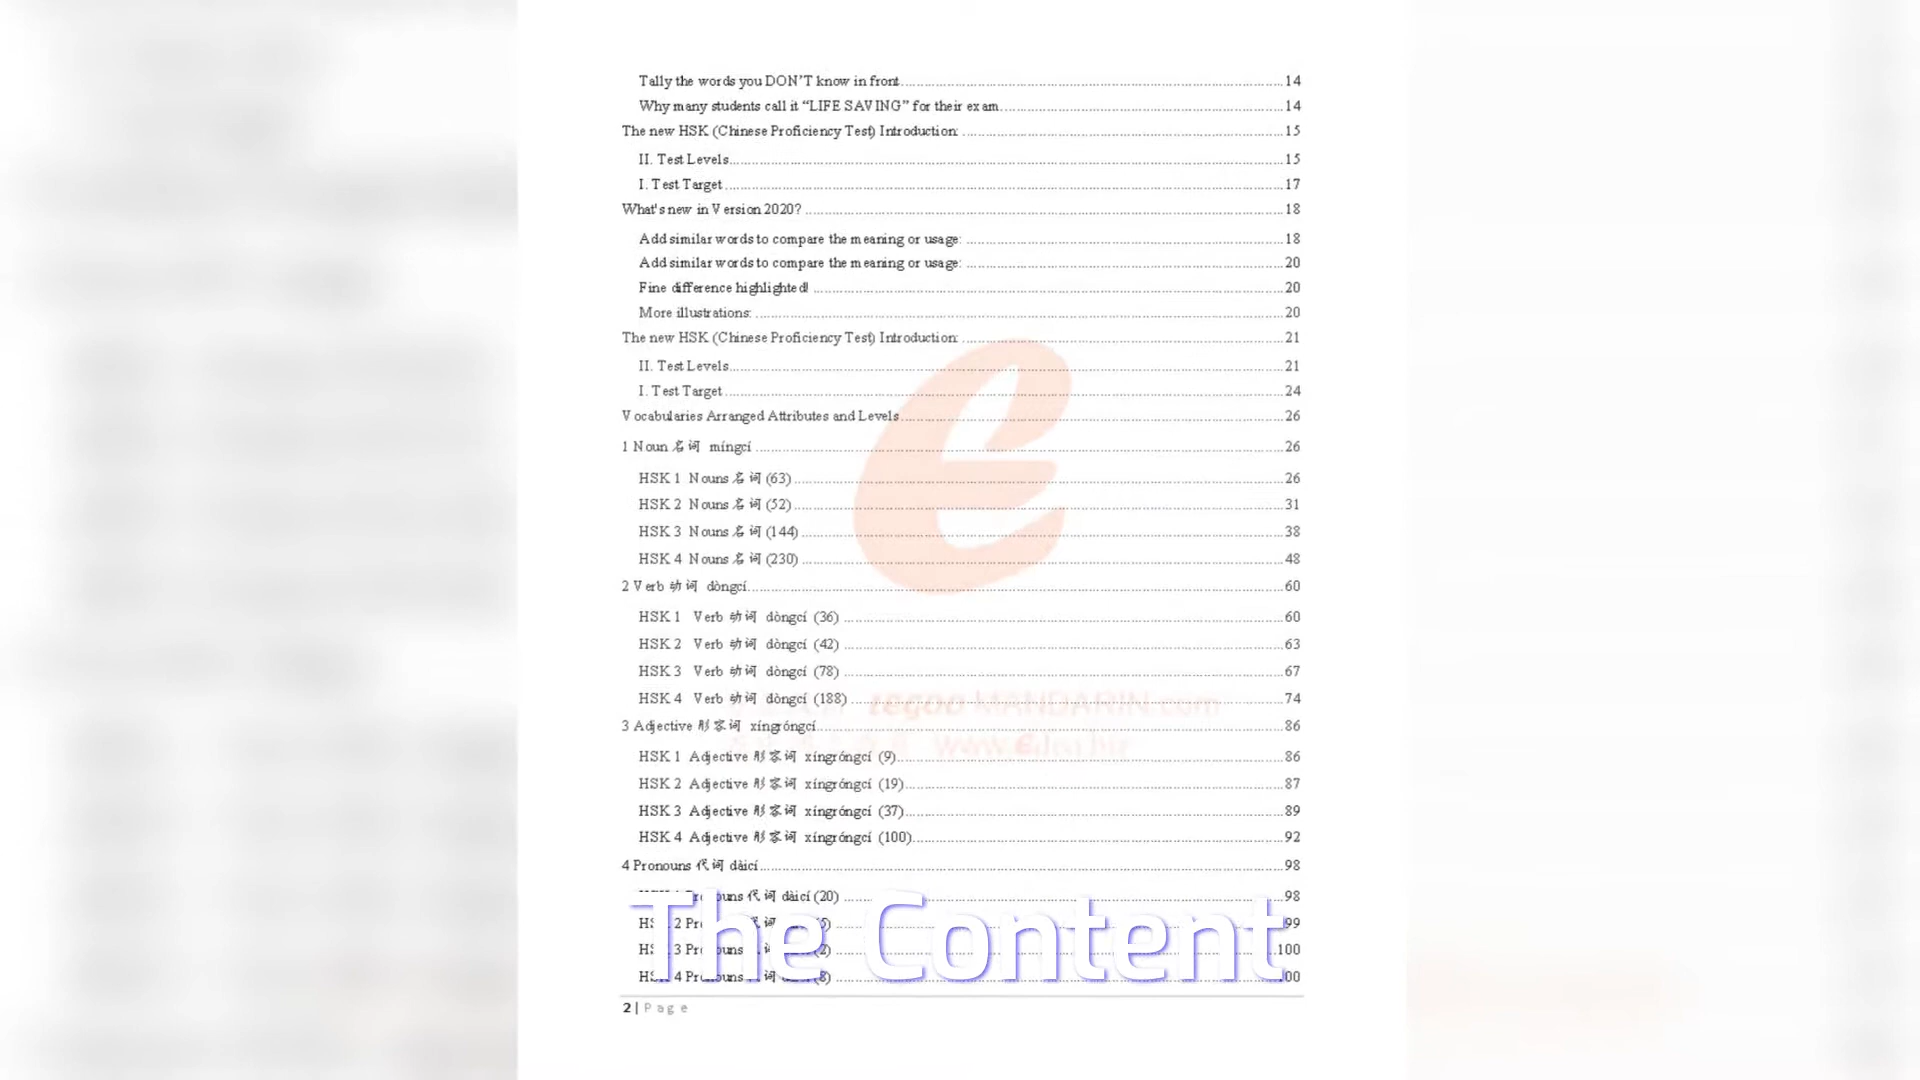 Tally the words you DON'T know in front 14
Why many students call it “LIFE SAVING” for their exam 14
The new HSK (Chinese Proficiency Test) Introduction: 15
II. Test Levels 15
I. Test Target 17
What's new in Version 2020? 18
Add similar words to compare the meaning or usage: 18
Add similar words to compare the meaning or usage: 20
Fine difference highlighted! 20
More illustrations: 20
The new HSK (Chinese Proficiency Test) Introduction: 21
II. Test Levels 21
I. Test Target 24
Vocabularies Arranged Attributes and Levels 26
1 Noun 名词 míngcí 26
HSK 1 Nouns 名词 (63) 26
HSK 2 Nouns 名词 (52) 31
HSK 3 Nouns 名词 (144) 38
HSK 4 Nouns 名词 (230) 48
2 Verb 动词 dòngcí 60
HSK 1 Verb 动词 dòngcí (36) 60
HSK 2 Verb 动词 dòngcí (42) 63
HSK 3 Verb 动词 dòngcí (78) 67
HSK 4 Verb 动词 dòngcí (188) 74
MANDARIN.com
3 Adjective 形容词 xíngróngcí 86
HSK 1 Adjective 形容词 xíngróngcí (9) 86
HSK 2 Adjective 形容词 xíngróngcí (19) 87
HSK 3 Adjective 形容词 xíngróngcí (37) 89
HSK 4 Adjective 形容词 xíngróngcí (100) 92
4 Pronouns 代词 dàicí 98
代词 dàicí (20) 98
2 99
3 100
4 (8) 100
The Content
2 | Page